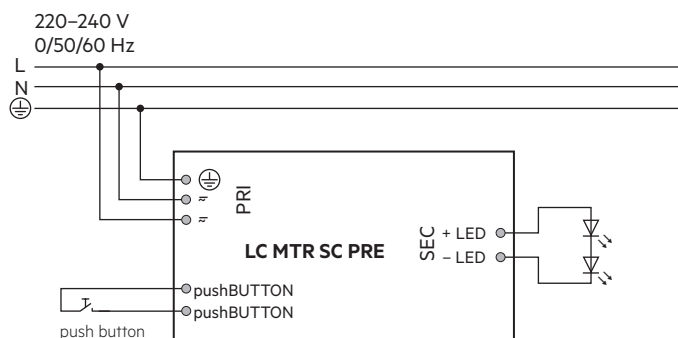 220–240 V
0/50/60 Hz
L
N
PRI
LC MTR SC PRE
SEC
+ LED
– LED
pushBUTTON
pushBUTTON
push button